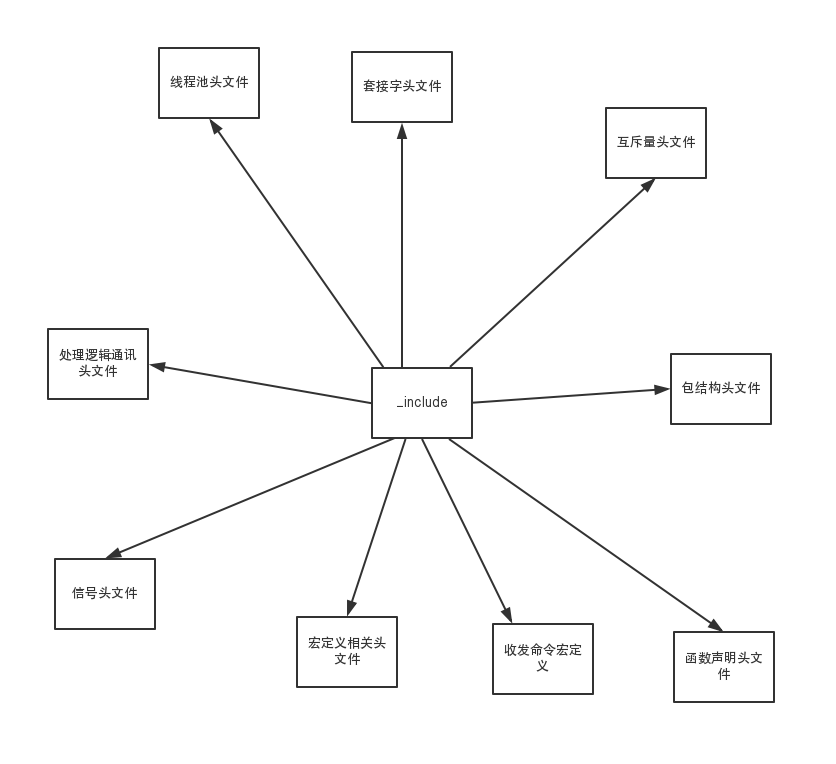 线程池头文件
套接字头文件
互斥量头文件
处理逻辑通讯
头文件
_include
包结构头文件
信号头文件
宏定义相关头
文件
收发命令宏定
义
函数声明头文
件